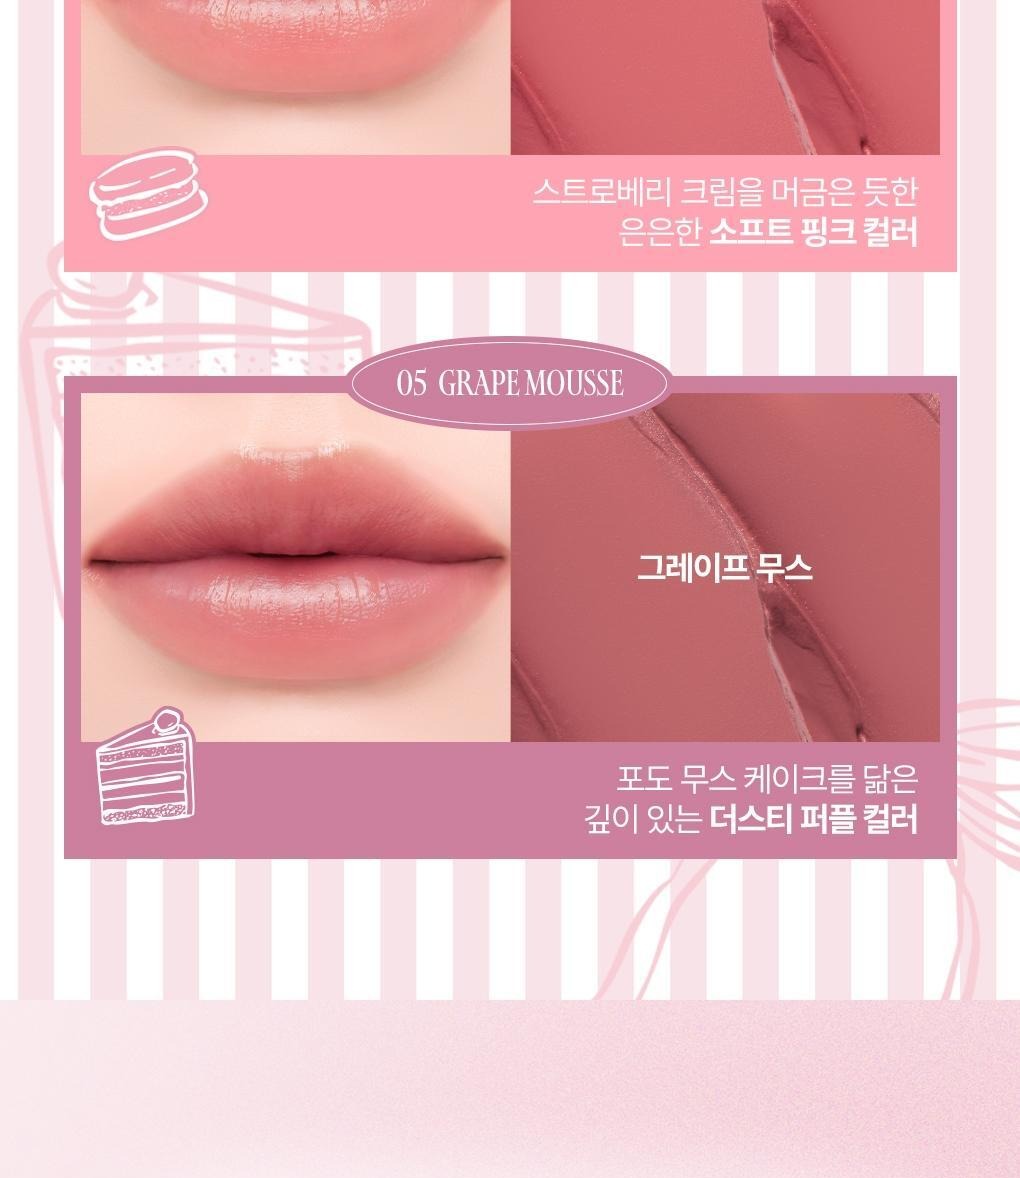 스트로베리 크림을 머금은 듯한
은은한 소프트 핑크 컬러
05 GRAPE MOUSSE
그레이프 무스
포도 무스 케이크를 닮은
깊이 있는 더스티 퍼플 컬러